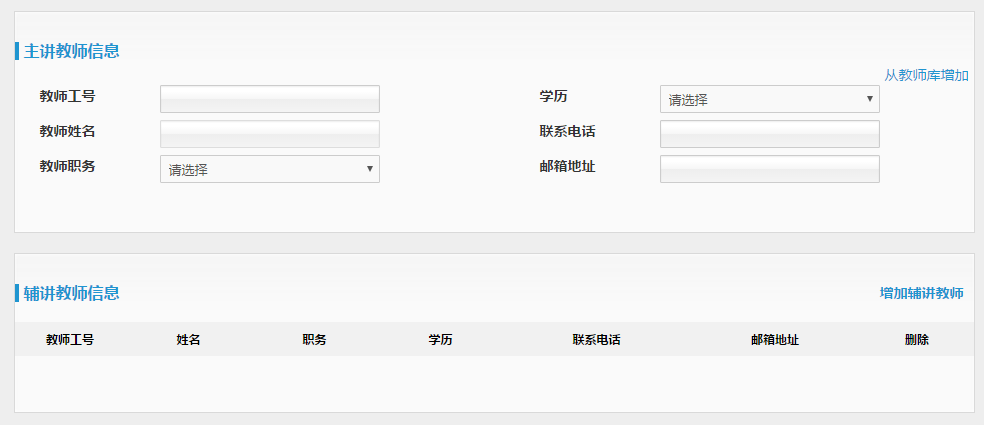 主讲教师信息
从教师库增加
教师工号
学历 请选择
教师姓名
联系电话
教师职务 请选择
邮箱地址
辅讲教师信息 增加辅讲教师
教师工号 姓名 职务 学历 联系电话 邮箱地址 删除